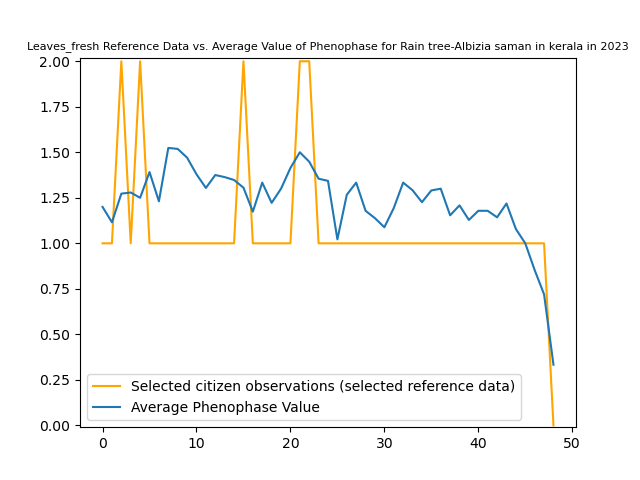 Leaves_fresh Reference Data vs. Average Value of Phenophase for Rain tree-Albizia saman in kerala in 2023
2.00
1.75
1.50
1.25
1.00
0.75
0.50
0.25
0.00
Selected citizen observations (selected reference data)
Average Phenophase Value
0 10 20 30 40 50